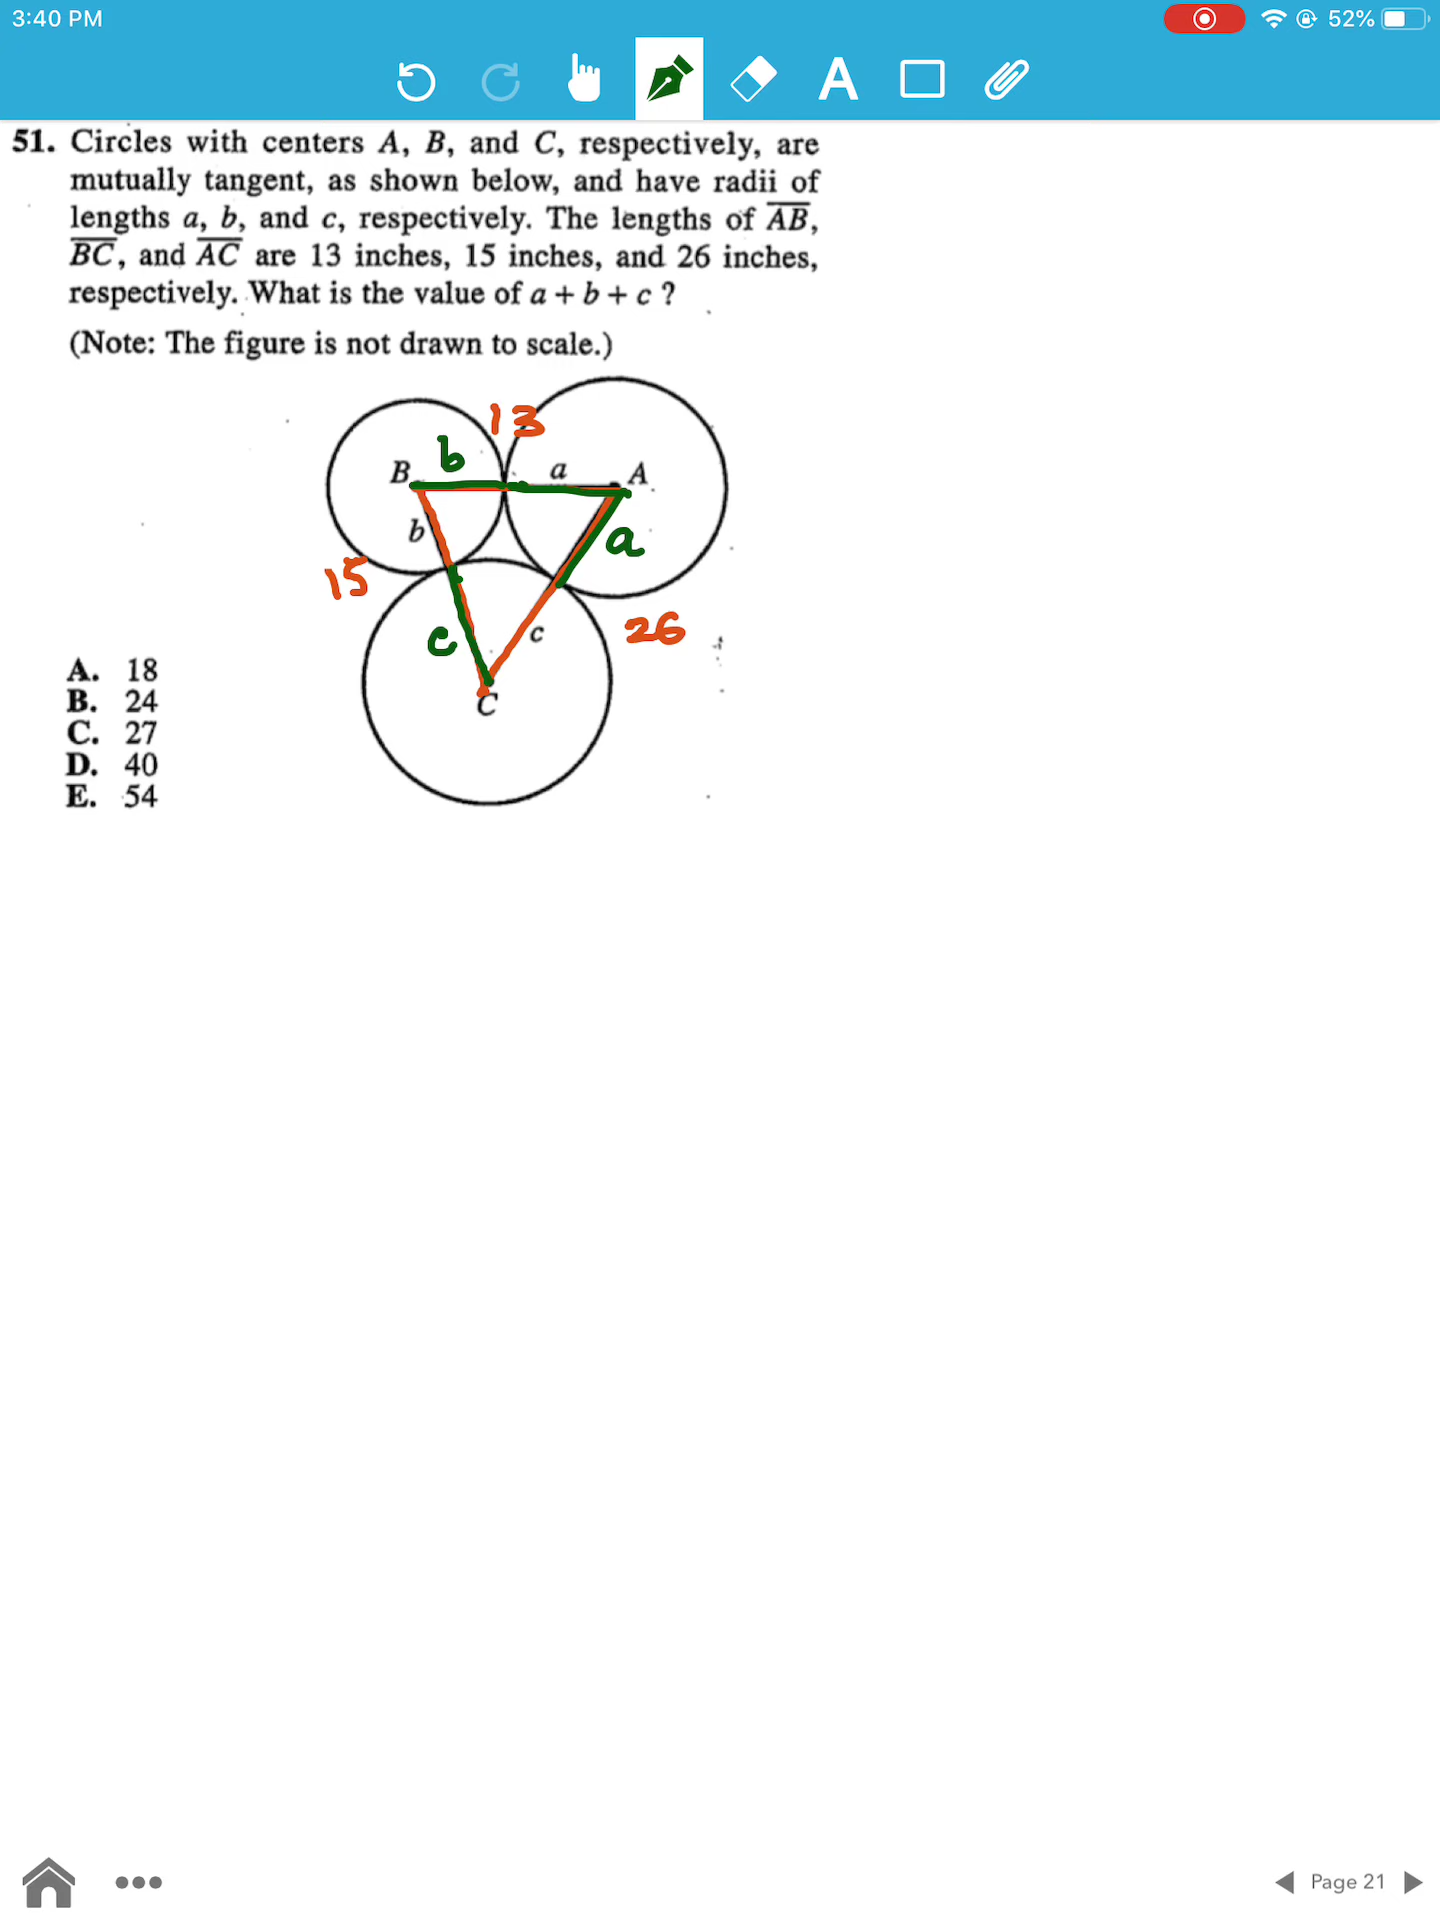 3:40 PM
52%
A
51. Circles with centers A, B, and C, respectively, are
mutually tangent, as shown below, and have radii of
lengths a, b, and c, respectively. The lengths of AB,
BC, and AC are 13 inches, 15 inches, and 26 inches,
respectively. What is the value of a + b + c ?
(Note: The figure is not drawn to scale.)
13
b
B
a
A
b
a
15
c
c
26
C
A. 18
B. 24
C. 27
D. 40
E. 54
Page 21